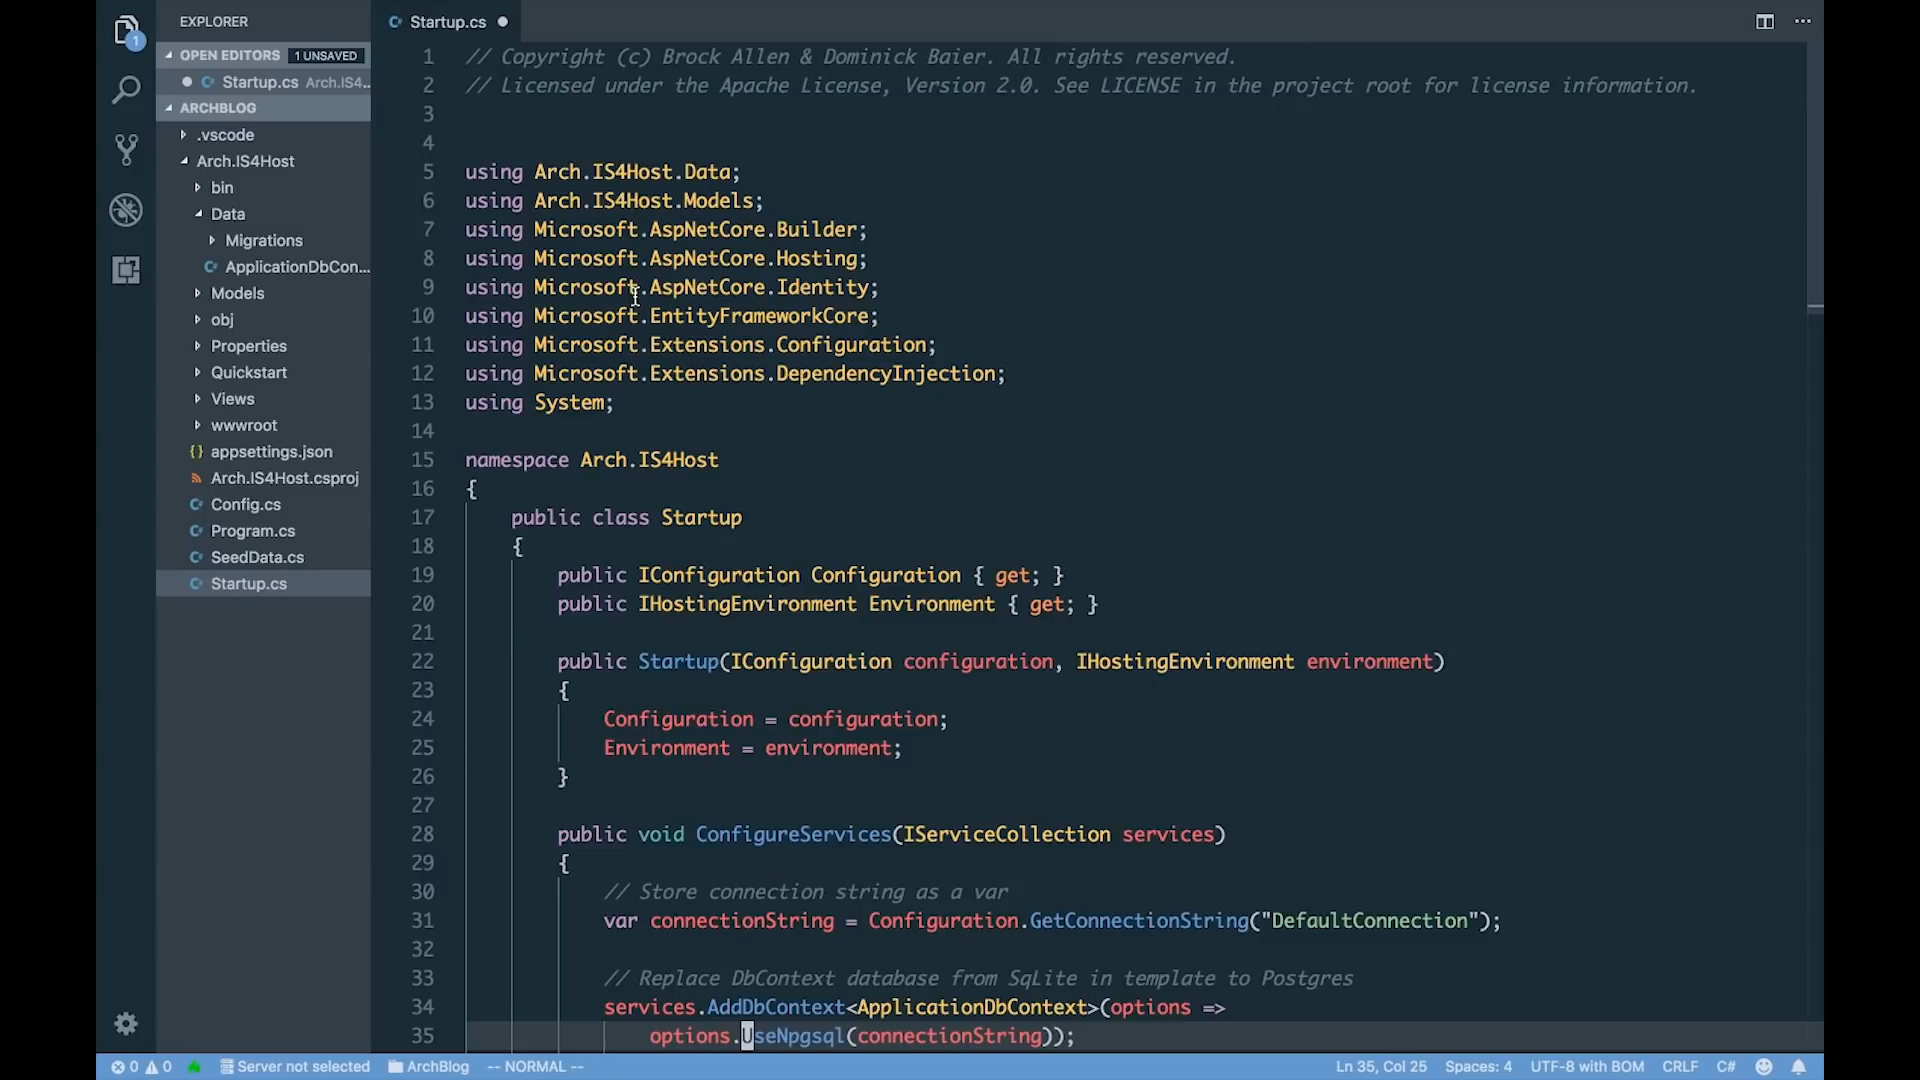 EXPLORER
OPEN EDITORS 1 UNSAVED
Startup.cs Arch.IS4...
ARCHBLOG
.vscode
Arch.IS4Host
bin
Data
Migrations
ApplicationDbCon...
Models
obj
Properties
Quickstart
Views
wwwroot
appsettings.json
Arch.IS4Host.csproj
Config.cs
Program.cs
SeedData.cs
Startup.cs
1
Startup.cs
1 // Copyright (c) Brock Allen & Dominick Baier. All rights reserved.
2 // Licensed under the Apache License, Version 2.0. See LICENSE in the project root for license information.
3
4
5 using Arch.IS4Host.Data;
6 using Arch.IS4Host.Models;
7 using Microsoft.AspNetCore.Builder;
8 using Microsoft.AspNetCore.Hosting;
9 using Microsoft.AspNetCore.Identity;
10 using Microsoft.EntityFrameworkCore;
11 using Microsoft.Extensions.Configuration;
12 using Microsoft.Extensions.DependencyInjection;
13 using System;
14
15 namespace Arch.IS4Host
16 {
17 public class Startup
18 {
19 public IConfiguration Configuration { get; }
20 public IHostingEnvironment Environment { get; }
21
22 public Startup(IConfiguration configuration, IHostingEnvironment environment)
23 {
24 Configuration = configuration;
25 Environment = environment;
26 }
27
28 public void ConfigureServices(IServiceCollection services)
29 {
30 // Store connection string as a var
31 var connectionString = Configuration.GetConnectionString("DefaultConnection");
32
33 // Replace DbContext database from SqLite in template to Postgres
34 services.AddDbContext<ApplicationDbContext>(options =>
35 options.UseNpgsql(connectionString));
0 0 Server not selected ArchBlog -- NORMAL -- Ln 35, Col 25 Spaces: 4 UTF-8 with BOM CRLF C#